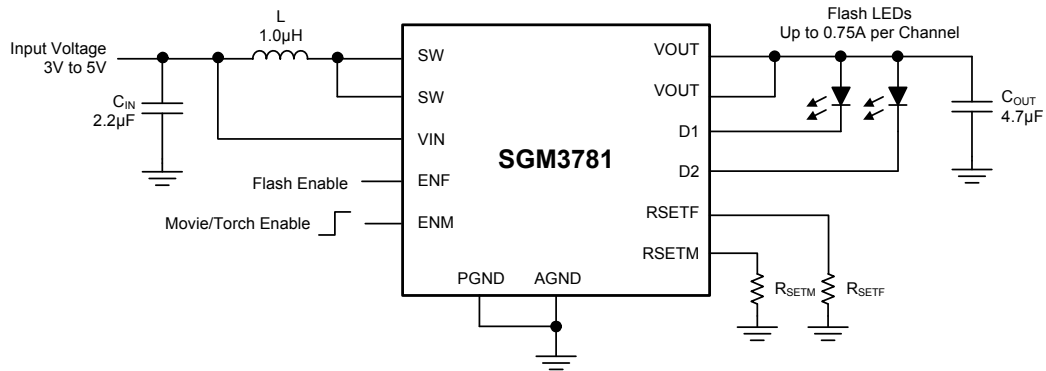 L
1.0μH
Input Voltage
3V to 5V
CIN
2.2μF
Flash Enable
Movie/Torch Enable
SW
SW
VIN
ENF
ENM
PGND
AGND
SGM3781
VOUT
VOUT
D1
D2
RSETF
RSETM
Flash LEDs
Up to 0.75A per Channel
COUT
4.7μF
RSETM
RSETF